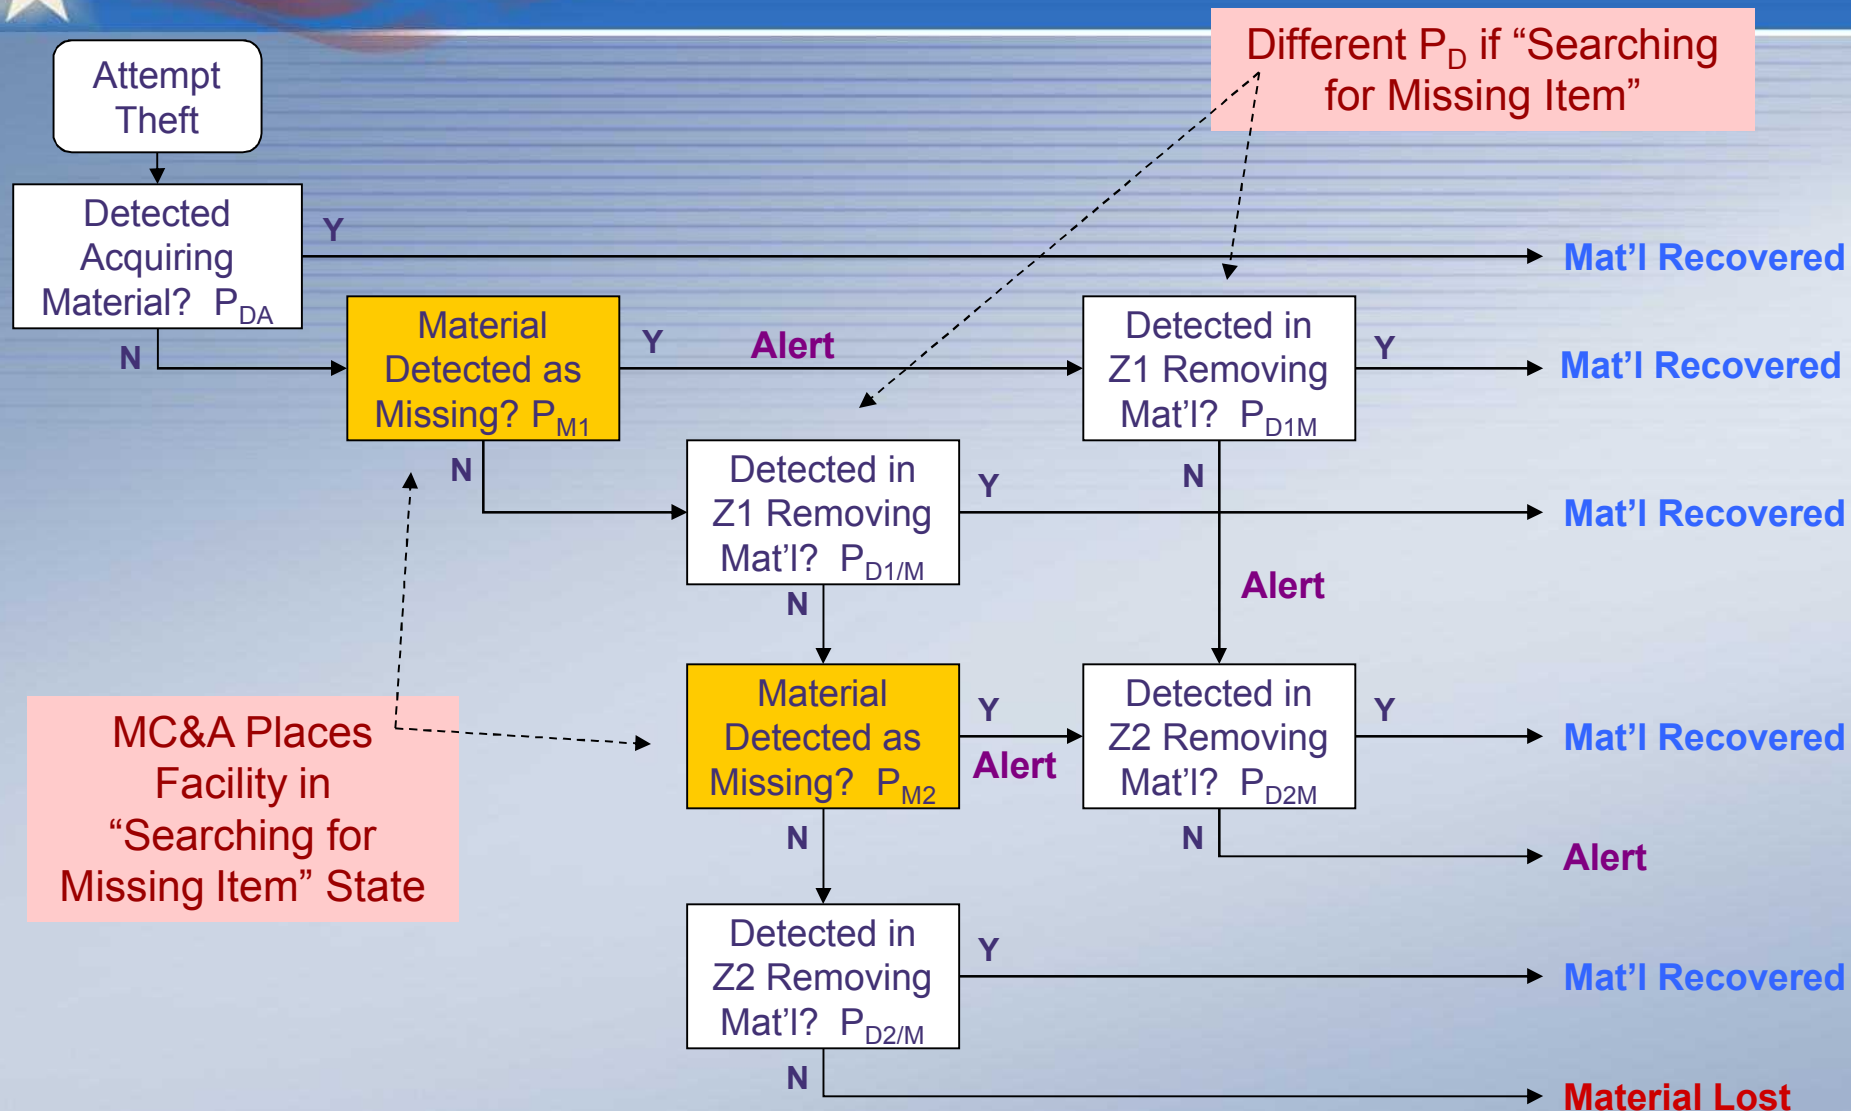 Different P_D if “Searching
for Missing Item”
Attempt
Theft
Detected
Acquiring
Material? P_DA
Y
Mat’l Recovered
N
Material
Detected as
Missing? P_M1
Y
Alert
Detected in
Z1 Removing
Mat’l? P_D1M
Y
Mat’l Recovered
N
Detected in
Z1 Removing
Mat’l? P_D1/M
Y
N
Mat’l Recovered
N
Alert
MC&A Places
Facility in
“Searching for
Missing Item” State
Material
Detected as
Missing? P_M2
Y
Alert
Detected in
Z2 Removing
Mat’l? P_D2M
Y
Mat’l Recovered
N
N
Alert
Detected in
Z2 Removing
Mat’l? P_D2/M
Y
Mat’l Recovered
N
Material Lost